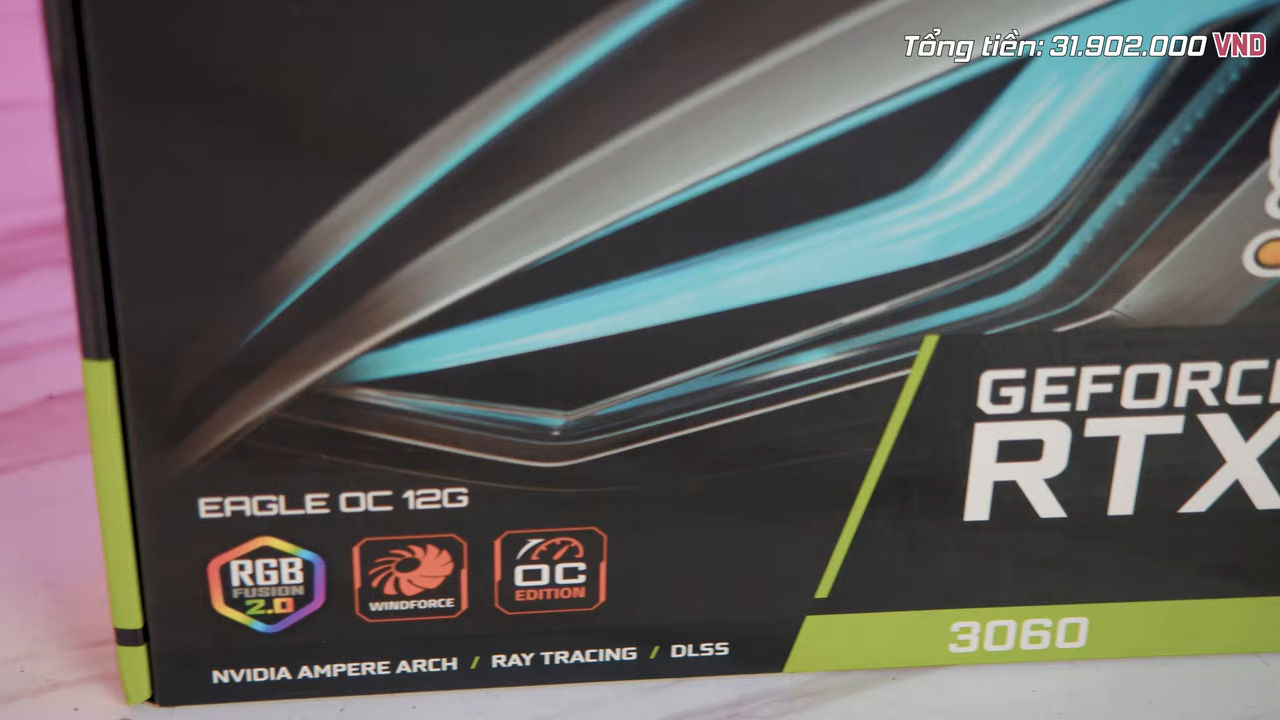 Tổng tiền: 31.902.000 VND
GEFORC
RTX
EAGLE OC 12G
RGB
FUSION
2.0
WINDFORCE
OC
EDITION
3060
NVIDIA AMPERE ARCH / RAY TRACING / DLSS